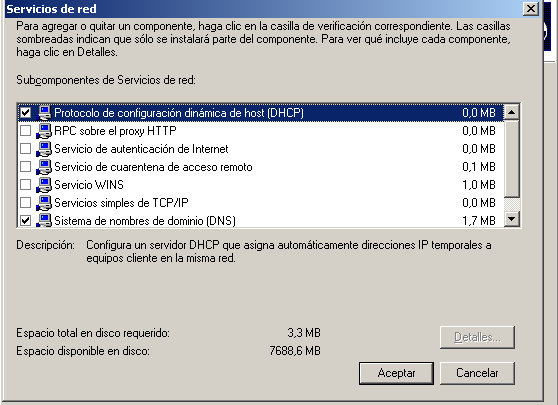 Servicios de red
Para agregar o quitar un componente, haga clic en la casilla de verificación correspondiente. Las casillas
sombreadas indican que sólo se instalará parte del componente. Para ver qué incluye cada componente,
haga clic en Detalles.
Subcomponentes de Servicios de red:
Protocolo de configuración dinámica de host (DHCP) 0,0 MB
RPC sobre el proxy HTTP 0,0 MB
Servicio de autenticación de Internet 0,0 MB
Servicio de cuarentena de acceso remoto 0,1 MB
Servicio WINS 1,0 MB
Servicios simples de TCP/IP 0,0 MB
Sistema de nombres de dominio (DNS) 1,7 MB
Descripción: Configura un servidor DHCP que asigna automáticamente direcciones IP temporales a
equipos cliente en la misma red.
Espacio total en disco requerido: 3,3 MB
Espacio disponible en disco: 7688,6 MB
Detalles...
Aceptar Cancelar